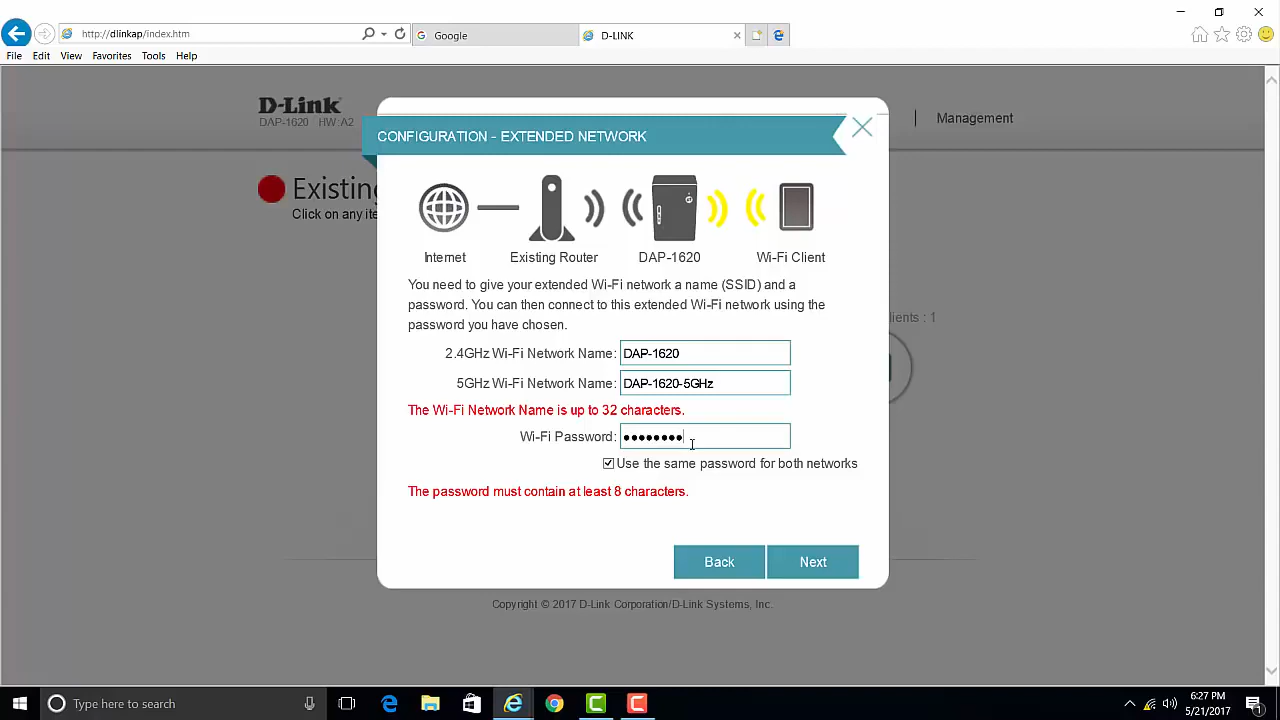 http://dlinkap/index.htm
Google
D-LINK
File Edit View Favorites Tools Help
D-Link
DAP-1620 HW:A2
Management
CONFIGURATION - EXTENDED NETWORK
Existing
Click on any ite
Internet
Existing Router
DAP-1620
Wi-Fi Client
You need to give your extended Wi-Fi network a name (SSID) and a
password. You can then connect to this extended Wi-Fi network using the
password you have chosen.
lients : 1
2.4GHz Wi-Fi Network Name: DAP-1620
5GHz Wi-Fi Network Name: DAP-1620-5GHz
The Wi-Fi Network Name is up to 32 characters.
Wi-Fi Password: ●●●●●●●●
Use the same password for both networks
The password must contain at least 8 characters.
Back
Next
Copyright © 2017 D-Link Corporation/D-Link Systems, Inc.
Type here to search
6:27 PM
5/21/2017